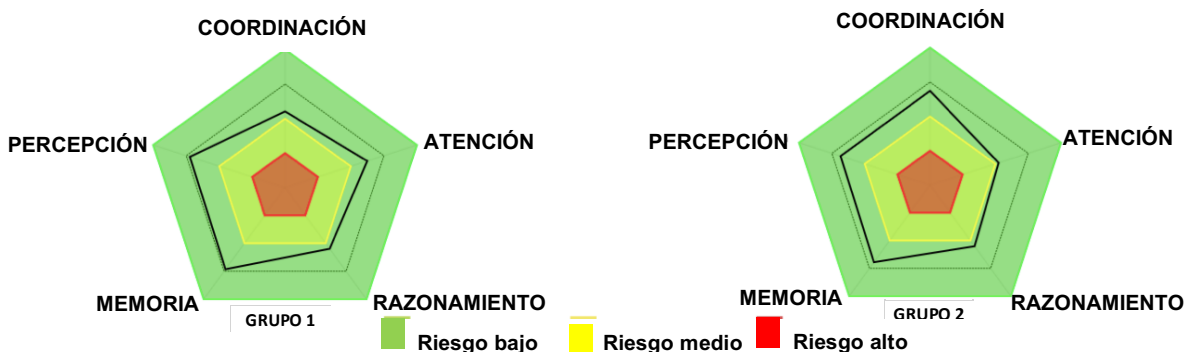 COORDINACIÓN
PERCEPCIÓN
ATENCIÓN
MEMORIA
RAZONAMIENTO
GRUPO 1
COORDINACIÓN
PERCEPCIÓN
ATENCIÓN
MEMORIA
RAZONAMIENTO
GRUPO 2
Riesgo bajo
Riesgo medio
Riesgo alto